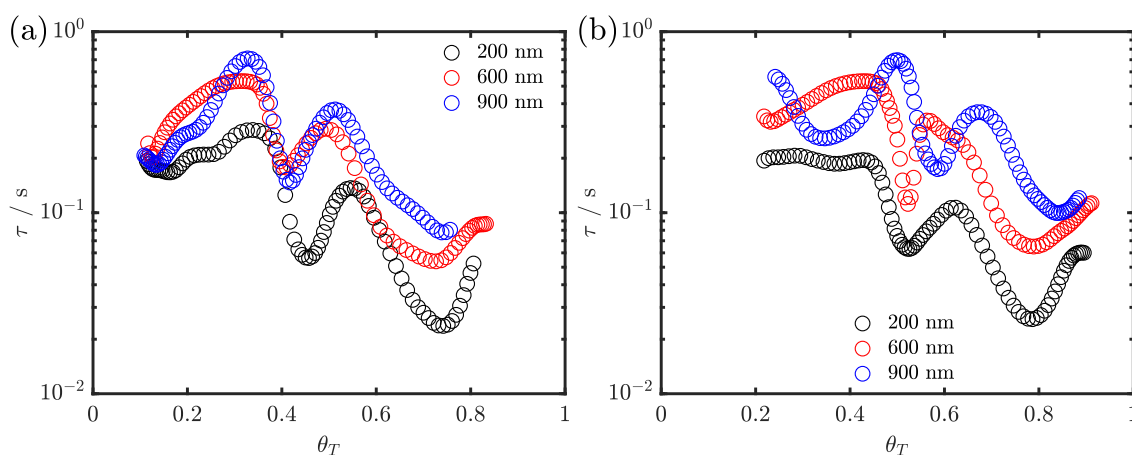 (a)
10^0
10^{-1}
10^{-2}
τ / s
200 nm
600 nm
900 nm
0 0.2 0.4 0.6 0.8 1
θ_T
(b)
10^0
10^{-1}
10^{-2}
τ / s
200 nm
600 nm
900 nm
0 0.2 0.4 0.6 0.8 1
θ_T